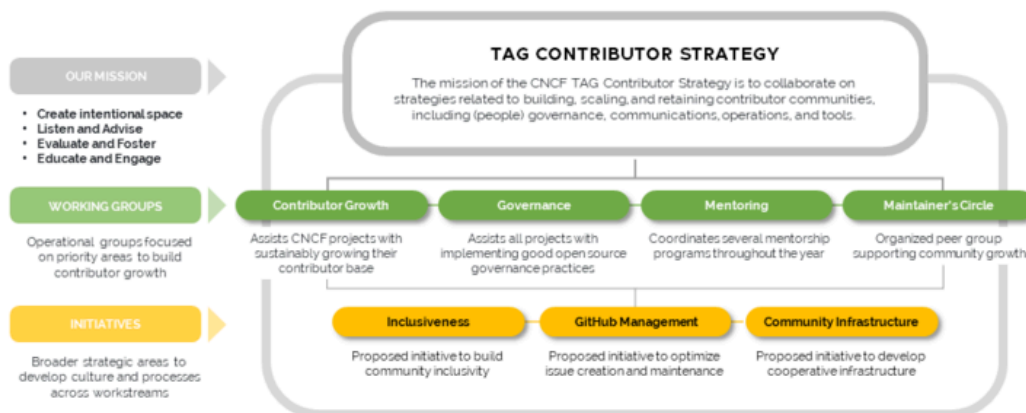 TAG CONTRIBUTOR STRATEGY
The mission of the CNCF TAG Contributor Strategy is to collaborate on
strategies related to building, scaling, and retaining contributor communities,
including (people) governance, communications, operations, and tools.
OUR MISSION
• Create intentional space
• Listen and Advise
• Evaluate and Foster
• Educate and Engage
WORKING GROUPS
Operational groups focused
on priority areas to build
contributor growth
Contributor Growth
Assists CNCF projects with
sustainably growing their
contributor base
Governance
Assists all projects with
implementing good open source
governance practices
Mentoring
Coordinates several mentorship
programs throughout the year
Maintainer's Circle
Organized peer group
supporting community growth
INITIATIVES
Broader strategic areas to
develop culture and processes
across workstreams
Inclusiveness
Proposed initiative to build
community inclusivity
GitHub Management
Proposed initiative to optimize
issue creation and maintenance
Community Infrastructure
Proposed initiative to develop
cooperative infrastructure